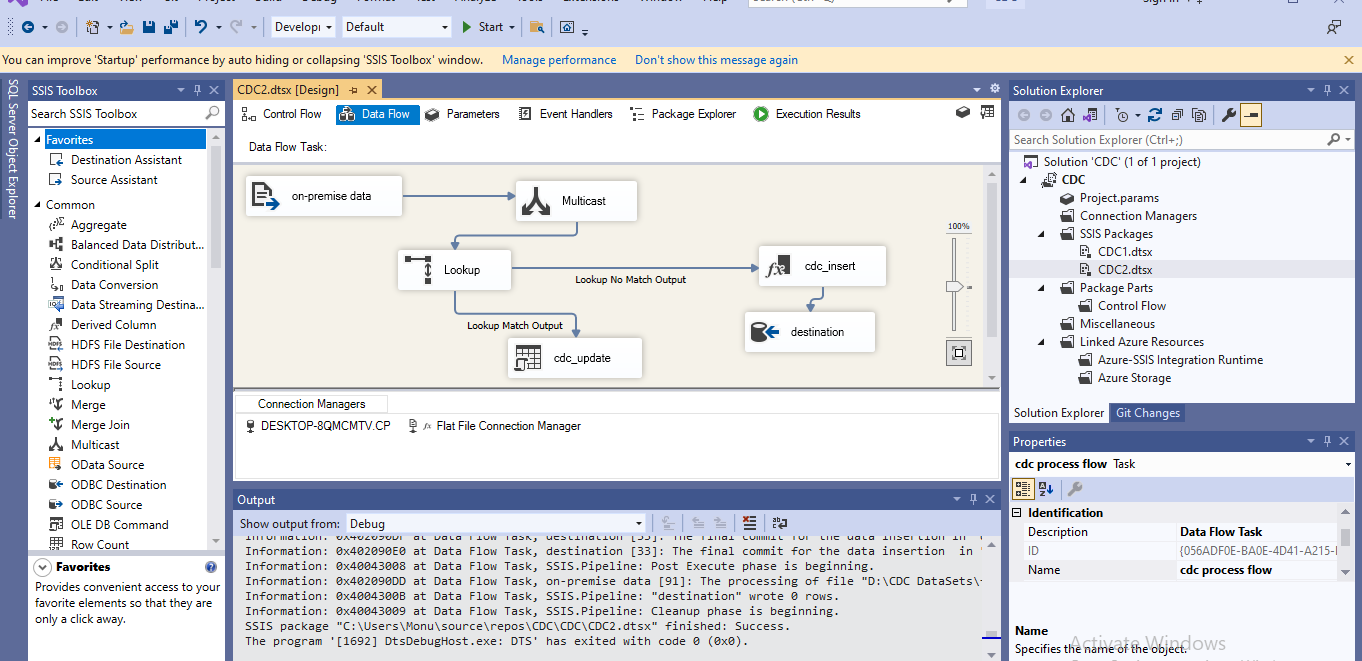 Developi
Default
Start
You can improve 'Startup' performance by auto hiding or collapsing 'SSIS Toolbox' window. Manage performance Don't show this message again
SQL Server Object Explorer
SSIS Toolbox
Search SSIS Toolbox
Favorites
Destination Assistant
Source Assistant
Common
Aggregate
Balanced Data Distribut...
Conditional Split
Data Conversion
Data Streaming Destina...
Derived Column
HDFS File Destination
HDFS File Source
Lookup
Merge
Merge Join
Multicast
OData Source
ODBC Destination
ODBC Source
OLE DB Command
Row Count
Favorites
Provides convenient access to your
favorite elements so that they are
only a click away.
CDC2.dtsx [Design]
Control Flow Data Flow Parameters Event Handlers Package Explorer Execution Results
Data Flow Task:
on-premise data
Multicast
Lookup
Lookup No Match Output
cdc_insert
Lookup Match Output
destination
cdc_update
100%
Connection Managers
DESKTOP-8QMCMTV.CP
Flat File Connection Manager
Output
Show output from: Debug
Information: 0x402090DF at Data Flow Task, destination [33]: The final commit for the data insertion in
Information: 0x402090E0 at Data Flow Task, destination [33]: The final commit for the data insertion  in
Information: 0x40043008 at Data Flow Task, SSIS.Pipeline: Post Execute phase is beginning.
Information: 0x402090DD at Data Flow Task, on-premise data [91]: The processing of file "D:\CDC DataSets\
Information: 0x4004300B at Data Flow Task, SSIS.Pipeline: "destination" wrote 0 rows.
Information: 0x40043009 at Data Flow Task, SSIS.Pipeline: Cleanup phase is beginning.
SSIS package "C:\Users\Monu\source\repos\CDC\CDC\CDC2.dtsx" finished: Success.
The program '[1692] DtsDebugHost.exe: DTS' has exited with code 0 (0x0).
Solution Explorer
Search Solution Explorer (Ctrl+;)
Solution 'CDC' (1 of 1 project)
CDC
Project.params
Connection Managers
SSIS Packages
CDC1.dtsx
CDC2.dtsx
Package Parts
Control Flow
Miscellaneous
Linked Azure Resources
Azure-SSIS Integration Runtime
Azure Storage
Solution Explorer Git Changes
Properties
cdc process flow Task
Identification
Description Data Flow Task
ID {056ADF0E-BA0E-4D41-A215-
Name cdc process flow
Name
Specifies the name of the object.
Activate Windows